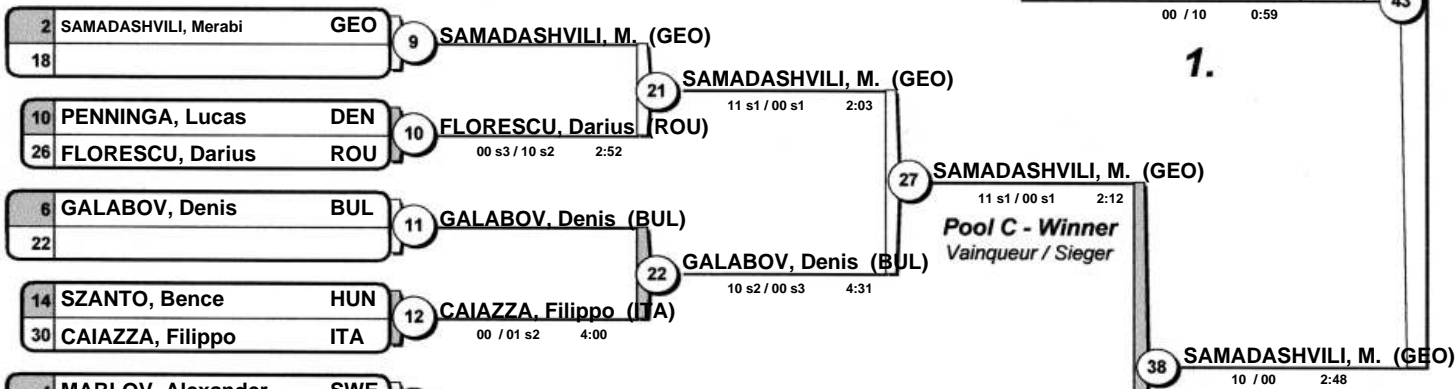 2 SAMADASHVILI, Merabi GEO
18
9 SAMADASHVILI, M. (GEO)
10 PENNINGA, Lucas DEN
26 FLORESCU, Darius ROU
10 FLORESCU, Darius (ROU)
00 s3 / 10 s2 2:52
21 SAMADASHVILI, M. (GEO)
11 s1 / 00 s1 2:03
6 GALABOV, Denis BUL
22
11 GALABOV, Denis (BUL)
14 SZANTO, Bence HUN
30 CAIAZZA, Filippo ITA
12 CAIAZZA, Filippo (ITA)
00 / 01 s2 4:00
22 GALABOV, Denis (BUL)
10 s2 / 00 s3 4:31
27 SAMADASHVILI, M. (GEO)
11 s1 / 00 s1 2:12
Pool C - Winner
Vainqueur / Sieger
43
00 / 10 0:59
1.
38 SAMADASHVILI, M. (GEO)
10 / 00 2:48